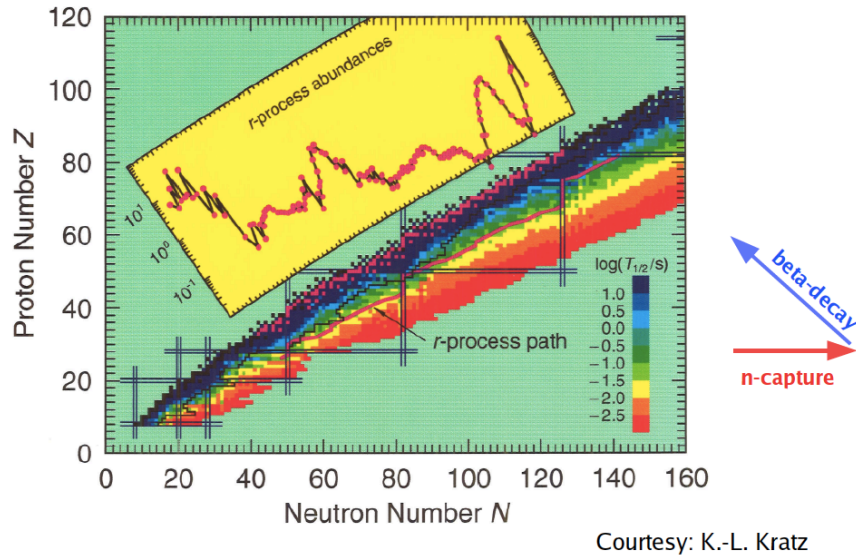 120
100
80
60
40
20
0
Proton Number Z
r-process abundances
10¹
10⁰
10⁻¹
log(T₁/₂/s)
1.0
0.5
0.0
−0.5
−1.0
−1.5
−2.0
−2.5
r-process path
0 20 40 60 80 100 120 140 160
Neutron Number N
beta-decay
n-capture
Courtesy: K.-L. Kratz